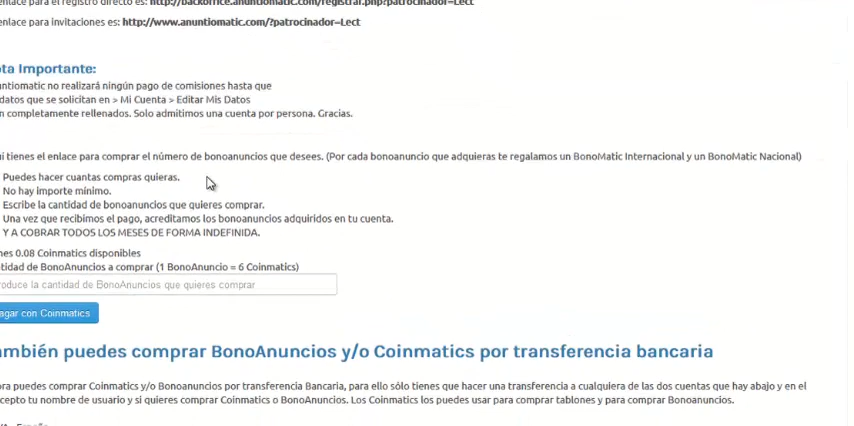 enlace para el registro directo es: http://backoffice.anuntiomatic.com/registrar.php?patrocinador=Lect
enlace para invitaciones es: http://www.anuntiomatic.com/?patrocinador=Lect
ota Importante:
untiomatic no realizará ningún pago de comisiones hasta que
datos que se solicitan en > Mi Cuenta > Editar Mis Datos
n completamente rellenados. Solo admitimos una cuenta por persona. Gracias.
uí tienes el enlace para comprar el número de bonoanuncios que desees. (Por cada bonoanuncio que adquieras te regalamos un BonoMatic Internacional y un BonoMatic Nacional)
Puedes hacer cuantas compras quieras.
No hay importe mínimo.
Escribe la cantidad de bonoanuncios que quieres comprar.
Una vez que recibimos el pago, acreditamos los bonoanuncios adquiridos en tu cuenta.
Y A COBRAR TODOS LOS MESES DE FORMA INDEFINIDA.
nes 0.08 Coinmatics disponibles
ntidad de BonoAnuncios a comprar (1 BonoAnuncio = 6 Coinmatics)
roduce la cantidad de BonoAnuncios que quieres comprar
agar con Coinmatics
ambién puedes comprar BonoAnuncios y/o Coinmatics por transferencia bancaria
ora puedes comprar Coinmatics y/o Bonoanuncios por transferencia Bancaria, para ello sólo tienes que hacer una transferencia a cualquiera de las dos cuentas que hay abajo y en el
cepto tu nombre de usuario y si quieres comprar Coinmatics o BonoAnuncios. Los Coinmatics los puedes usar para comprar tablones y para comprar Bonoanuncios.